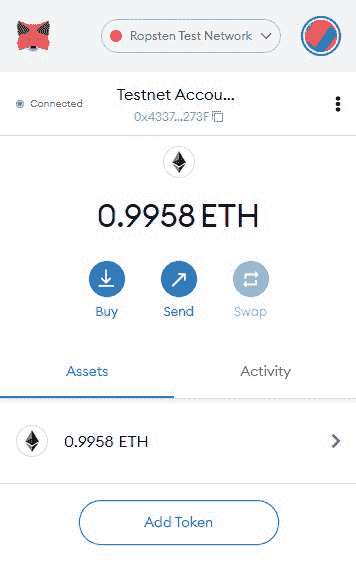 Ropsten Test Network
Connected
Testnet Accou...
0x4337...273F
0.9958 ETH
Buy
Send
Swap
Assets
Activity
0.9958 ETH
Add Token